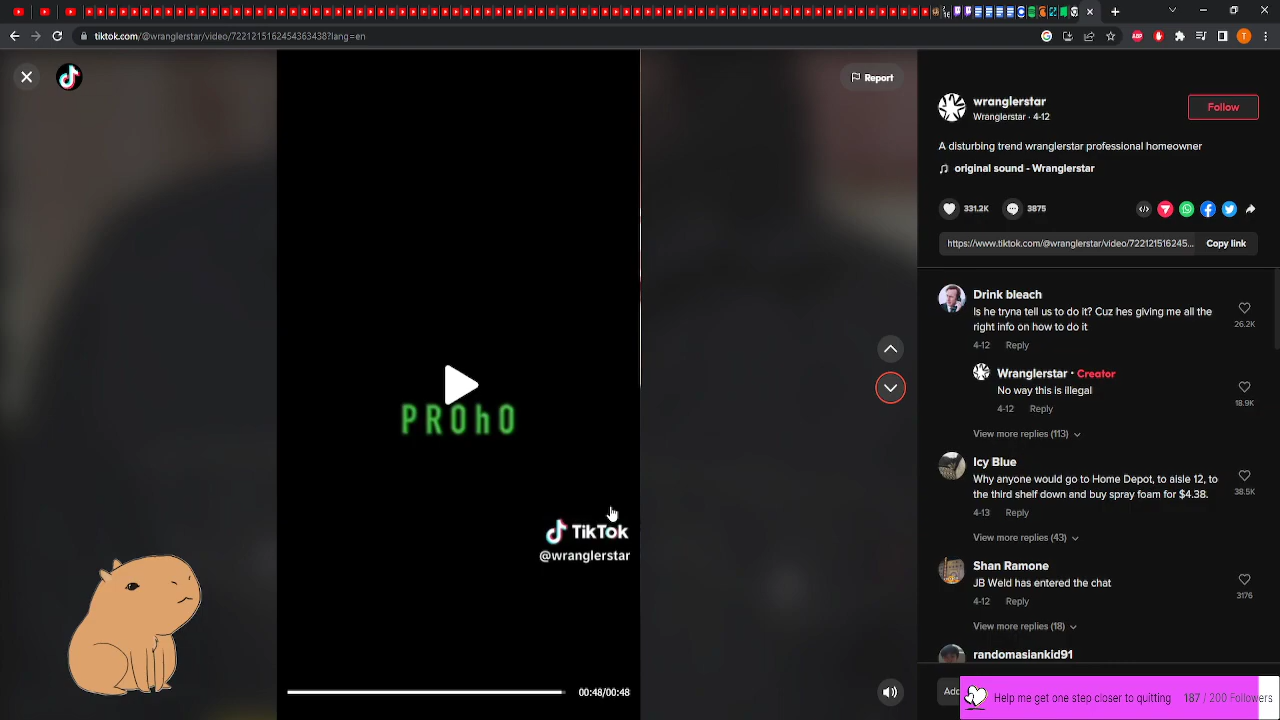 tiktok.com/@wranglerstar/video/7221215162454363438?lang=en
ABP
T
Report
PROhO
TikTok
@wranglerstar
00:48/00:48
wranglerstar
Wranglerstar · 4-12
Follow
A disturbing trend wranglerstar professional homeowner
original sound - Wranglerstar
331.2K
3875
https://www.tiktok.com/@wranglerstar/video/722121516245...
Copy link
Drink bleach
Is he tryna tell us to do it? Cuz hes giving me all the
right info on how to do it
4-12 Reply
26.2K
Wranglerstar · Creator
No way this is illegal
4-12 Reply
18.9K
View more replies (113)
Icy Blue
Why anyone would go to Home Depot, to aisle 12, to
the third shelf down and buy spray foam for $4.38.
4-13 Reply
38.5K
View more replies (43)
Shan Ramone
JB Weld has entered the chat
4-12 Reply
3176
View more replies (18)
randomasiankid91
Ad
Help me get one step closer to quitting 187 / 200 Followers